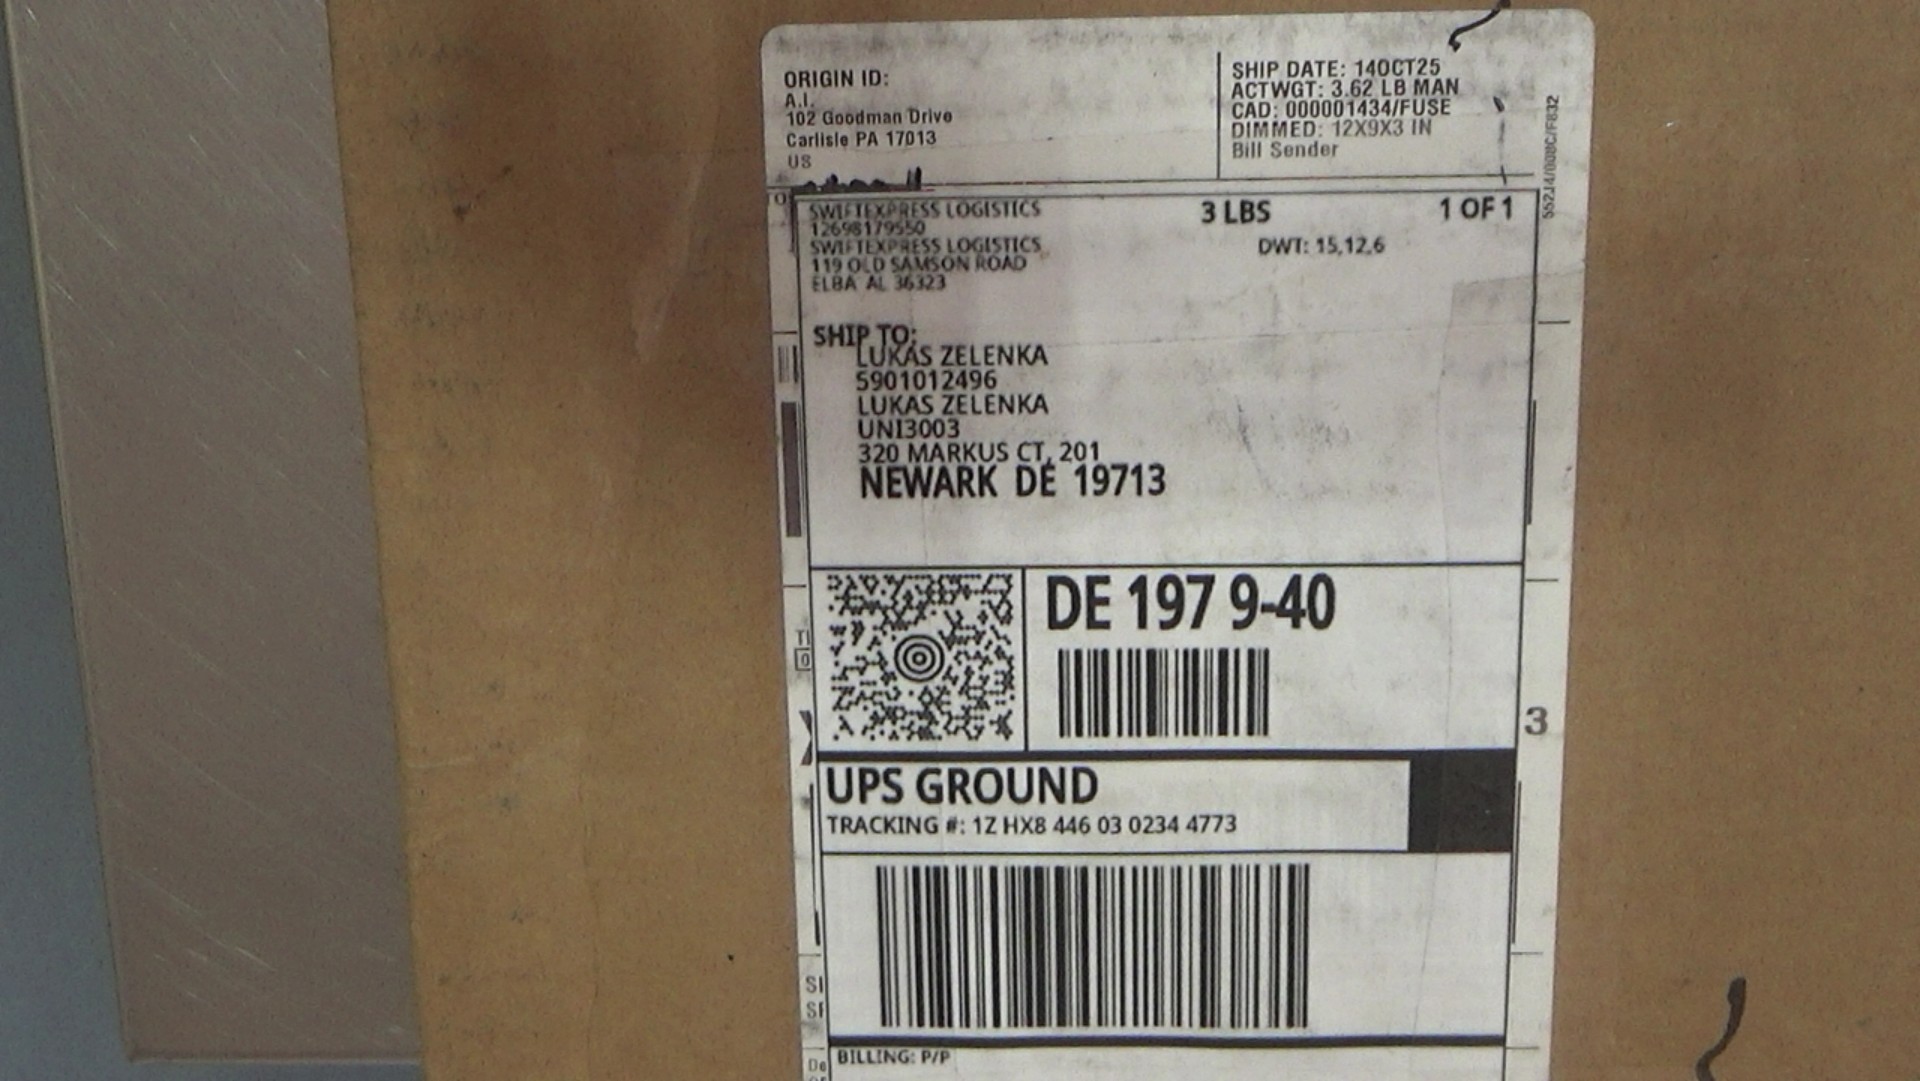 ORIGIN ID:
A.I.
102 Goodman Drive
Carlisle PA 17013
US
SHIP DATE: 14OCT25
ACTWGT: 3.62 LB MAN
CAD: 000001434/FUSE
DIMMED: 12X9X3 IN
Bill Sender
SWIFTEXPRESS LOGISTICS
12698179550
SWIFTEXPRESS LOGISTICS
119 OLD SAMSON ROAD
ELBA AL 36323
3 LBS
1 OF 1
DWT: 15,12,6
SHIP TO:
LUKAS ZELENKA
5901012496
LUKAS ZELENKA
UNI3003
320 MARKUS CT, 201
NEWARK DE 19713
DE 197 9-40
3
UPS GROUND
TRACKING #: 1Z HX8 446 03 0234 4773
BILLING: P/P